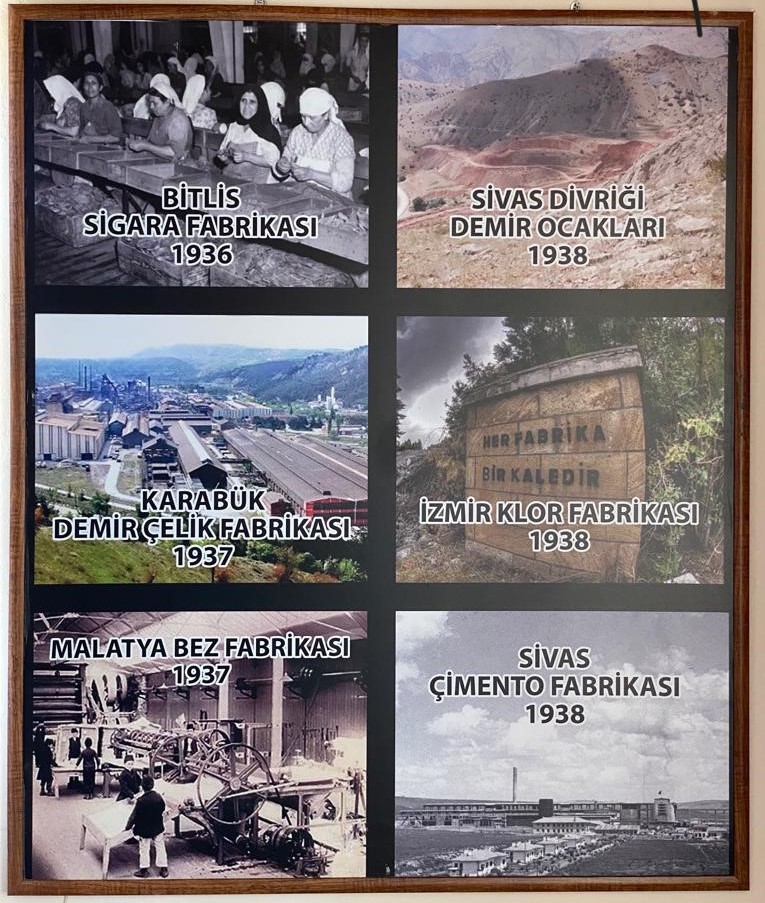 BİTLİS
SİGARA FABRİKASI
1936
SİVAS DİVRİĞİ
DEMİR OCAKLARI
1938
KARABÜK
DEMİR ÇELİK FABRİKASI
1937
HER FABRİKA
BİR KALEDİR
İZMİR KLOR FABRİKASI
1938
MALATYA BEZ FABRİKASI
1937
SİVAS
ÇİMENTO FABRİKASI
1938